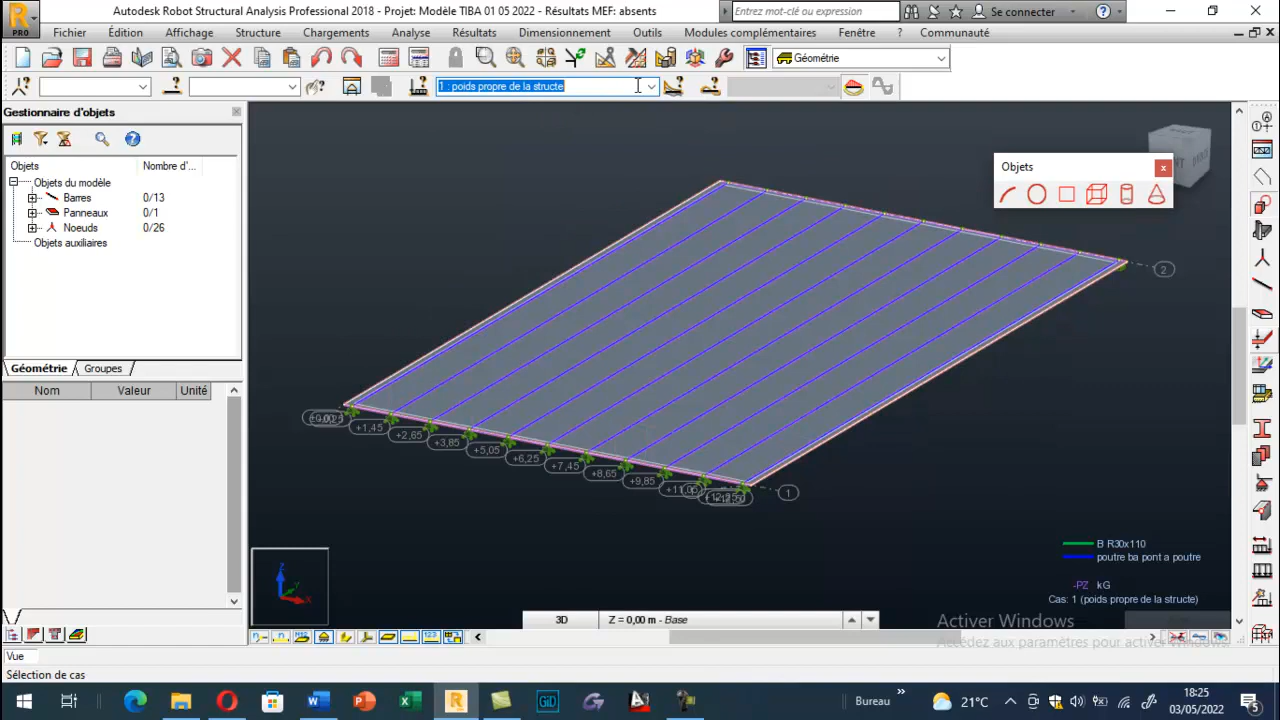 Autodesk Robot Structural Analysis Professional 2018 - Projet: Modèle TIBA 01 05 2022 - Résultats MEF: absents
Entrez mot-clé ou expression
Se connecter
PRO
Fichier Édition Affichage Structure Chargements Analyse Résultats Dimensionnement Outils Modules complémentaires Fenêtre ? Communauté
Géométrie
1 : poids propre de la structe
Gestionnaire d'objets
Objets Nombre d'...
Objets du modèle
Barres 0/13
Panneaux 0/1
Noeuds 0/26
Objets auxiliaires
Géométrie Groupes
Nom Valeur Unité
Objets
2
+1,45
+2,65
+3,85
+5,05
+6,25
+7,45
+8,65
+9,85
1
B R30x110
poutre ba pont a poutre
-PZ kG
Cas: 1 (poids propre de la structe)
3D Z = 0,00 m - Base
Activer Windows
Accédez aux paramètres pour activer Windows.
Vue
Sélection de cas
Bureau
21°C
18:25
03/05/2022
5